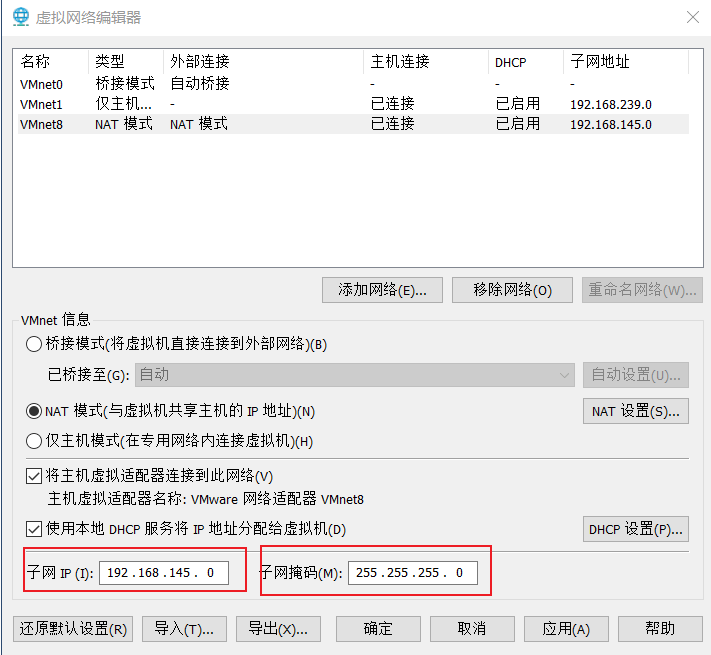 虚拟网络编辑器
名称 类型 外部连接 主机连接 DHCP 子网地址
VMnet0 桥接模式 自动桥接 - - -
VMnet1 仅主机... - 已连接 已启用 192.168.239.0
VMnet8 NAT 模式 NAT 模式 已连接 已启用 192.168.145.0
添加网络(E)... 移除网络(O) 重命名网络(W)...
VMnet 信息
桥接模式(将虚拟机直接连接到外部网络)(B)
已桥接至(G): 自动 自动设置(U)...
NAT 模式(与虚拟机共享主机的 IP 地址)(N) NAT 设置(S)...
仅主机模式(在专用网络内连接虚拟机)(H)
将主机虚拟适配器连接到此网络(V)
主机虚拟适配器名称: VMware 网络适配器 VMnet8
使用本地 DHCP 服务将 IP 地址分配给虚拟机(D) DHCP 设置(P)...
子网 IP (I): 192.168.145. 0 子网掩码(M): 255.255.255. 0
还原默认设置(R) 导入(T)... 导出(X)... 确定 取消 应用(A) 帮助